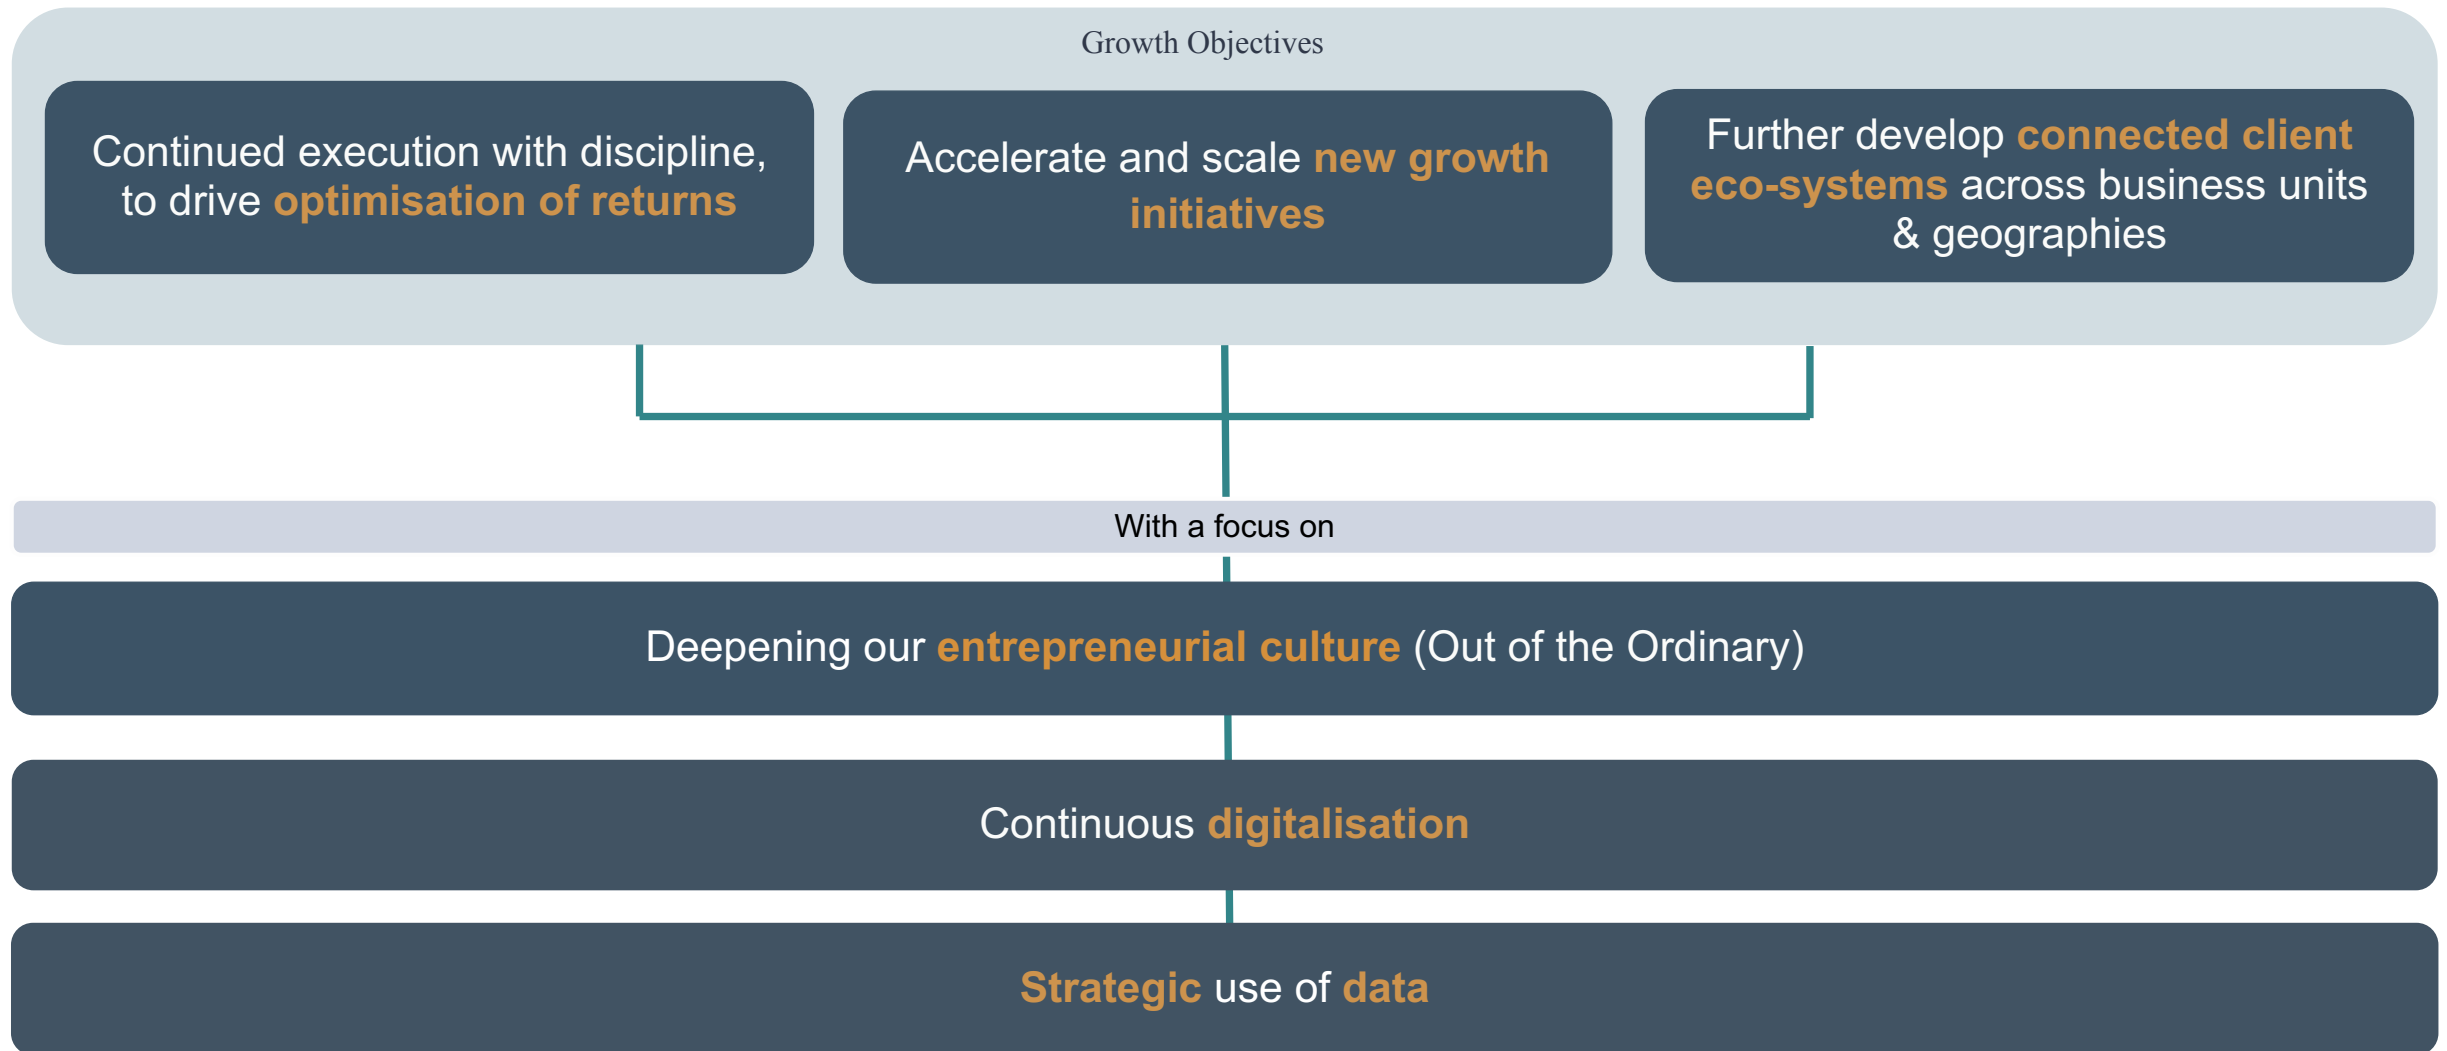 Growth Objectives
Continued execution with discipline,
to drive optimisation of returns
Accelerate and scale new growth
initiatives
Further develop connected client
eco-systems across business units
& geographies
With a focus on
Deepening our entrepreneurial culture (Out of the Ordinary)
Continuous digitalisation
Strategic use of data